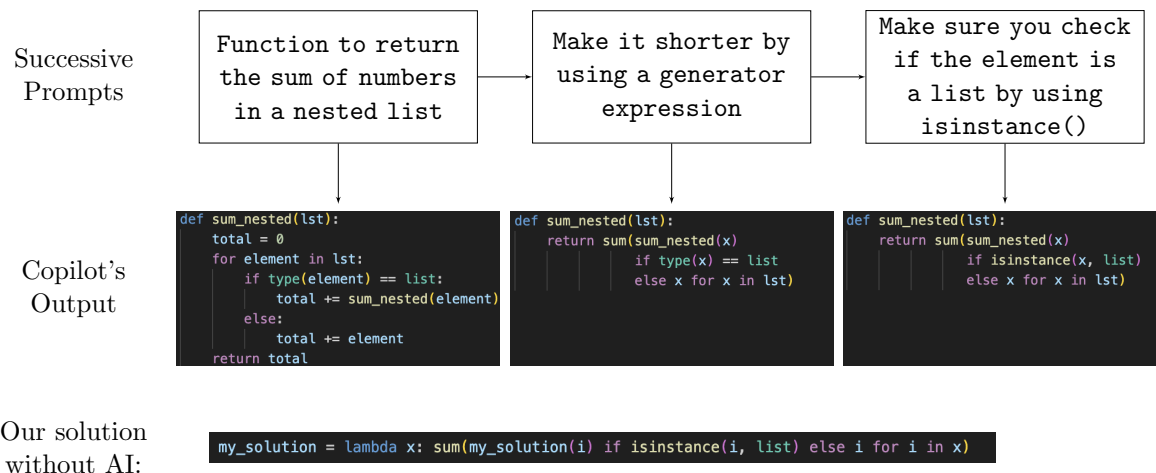 Successive
Prompts
Function to return
the sum of numbers
in a nested list
Make it shorter by
using a generator
expression
Make sure you check
if the element is
a list by using
isinstance()
Copilot's
Output
def sum_nested(lst):
    total = 0
    for element in lst:
        if type(element) == list:
            total += sum_nested(element)
        else:
            total += element
    return total
def sum_nested(lst):
    return sum(sum_nested(x)
               if type(x) == list
               else x for x in lst)
def sum_nested(lst):
    return sum(sum_nested(x)
               if isinstance(x, list)
               else x for x in lst)
Our solution
without AI:
my_solution = lambda x: sum(my_solution(i) if isinstance(i, list) else i for i in x)